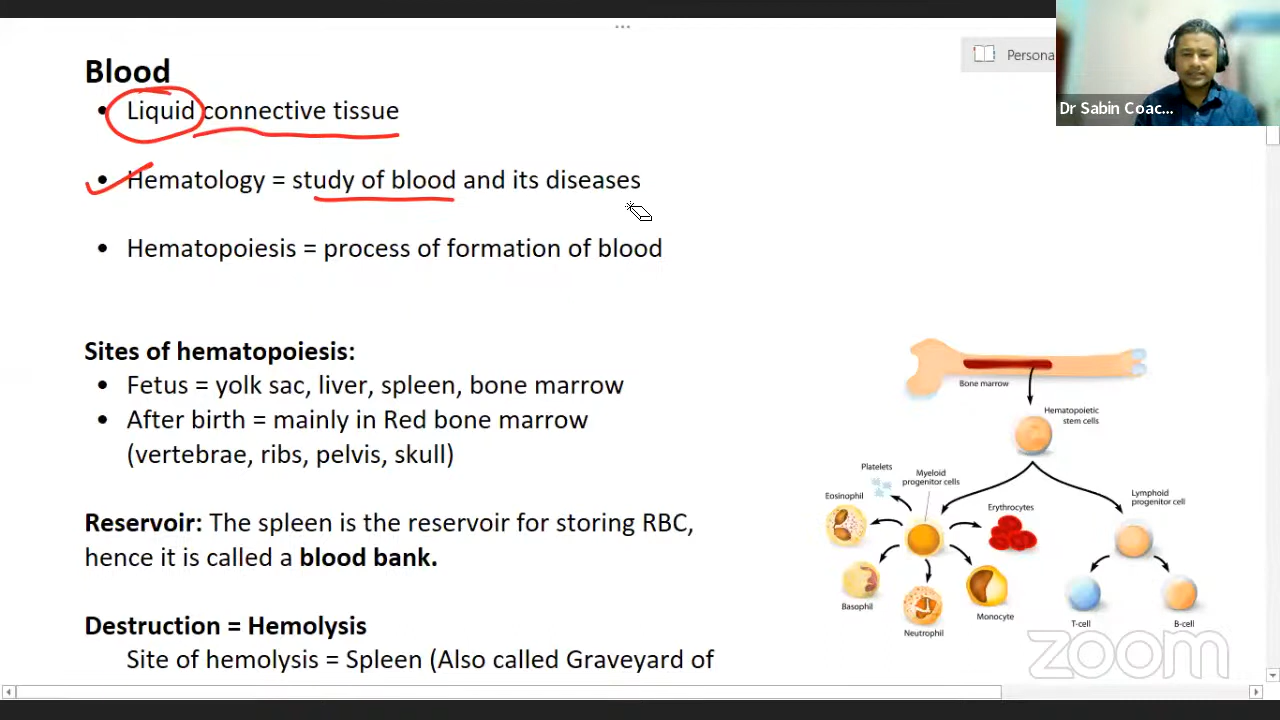 Blood
• Liquid connective tissue
• Hematology = study of blood and its diseases
• Hematopoiesis = process of formation of blood
Sites of hematopoiesis:
• Fetus = yolk sac, liver, spleen, bone marrow
• After birth = mainly in Red bone marrow
(vertebrae, ribs, pelvis, skull)
Reservoir: The spleen is the reservoir for storing RBC,
hence it is called a blood bank.
Destruction = Hemolysis
Site of hemolysis = Spleen (Also called Graveyard of
Persona
Dr Sabin Coac...
Bone marrow
Hematopoietic
stem cells
Platelets
Myeloid
progenitor cells
Eosinophil
Erythrocytes
Lymphoid
progenitor cell
Basophil
Neutrophil
Monocyte
T-cell
B-cell
zoom